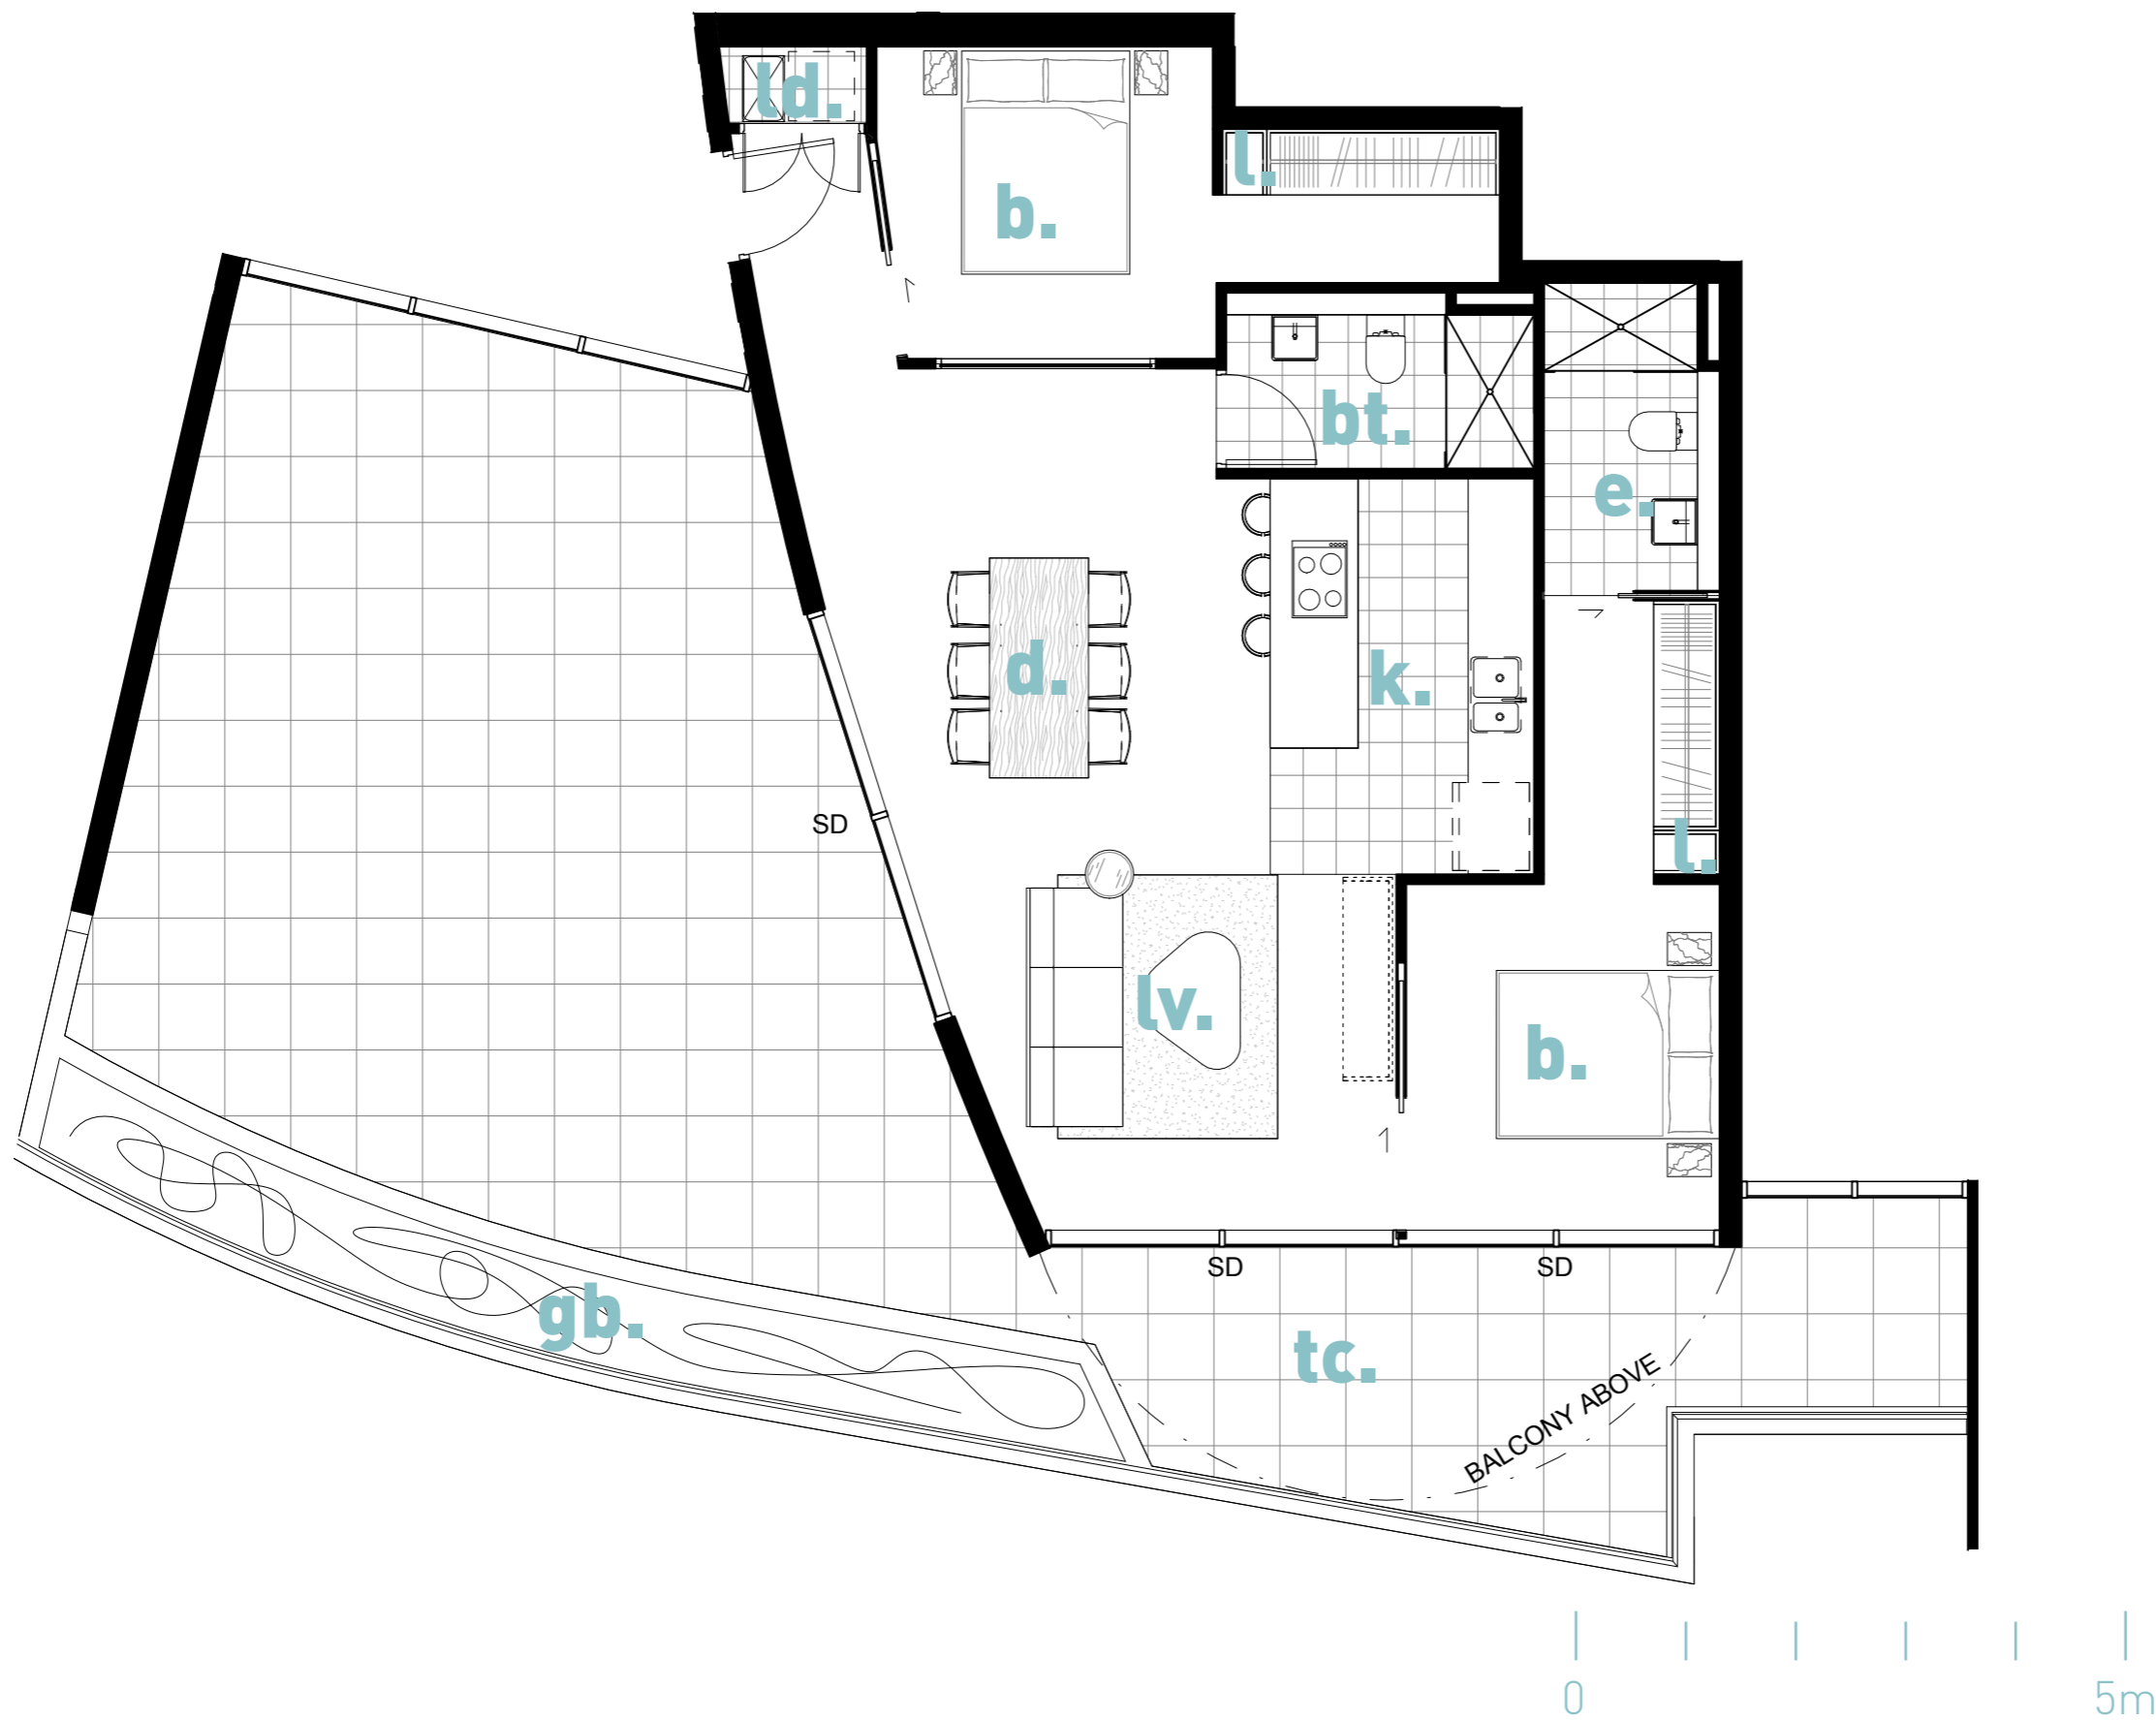 ld.
l.
b.
bt.
e.
d.
k.
SD
l.
lv.
b.
SD
SD
gb.
tc.
BALCONY ABOVE
0
5m